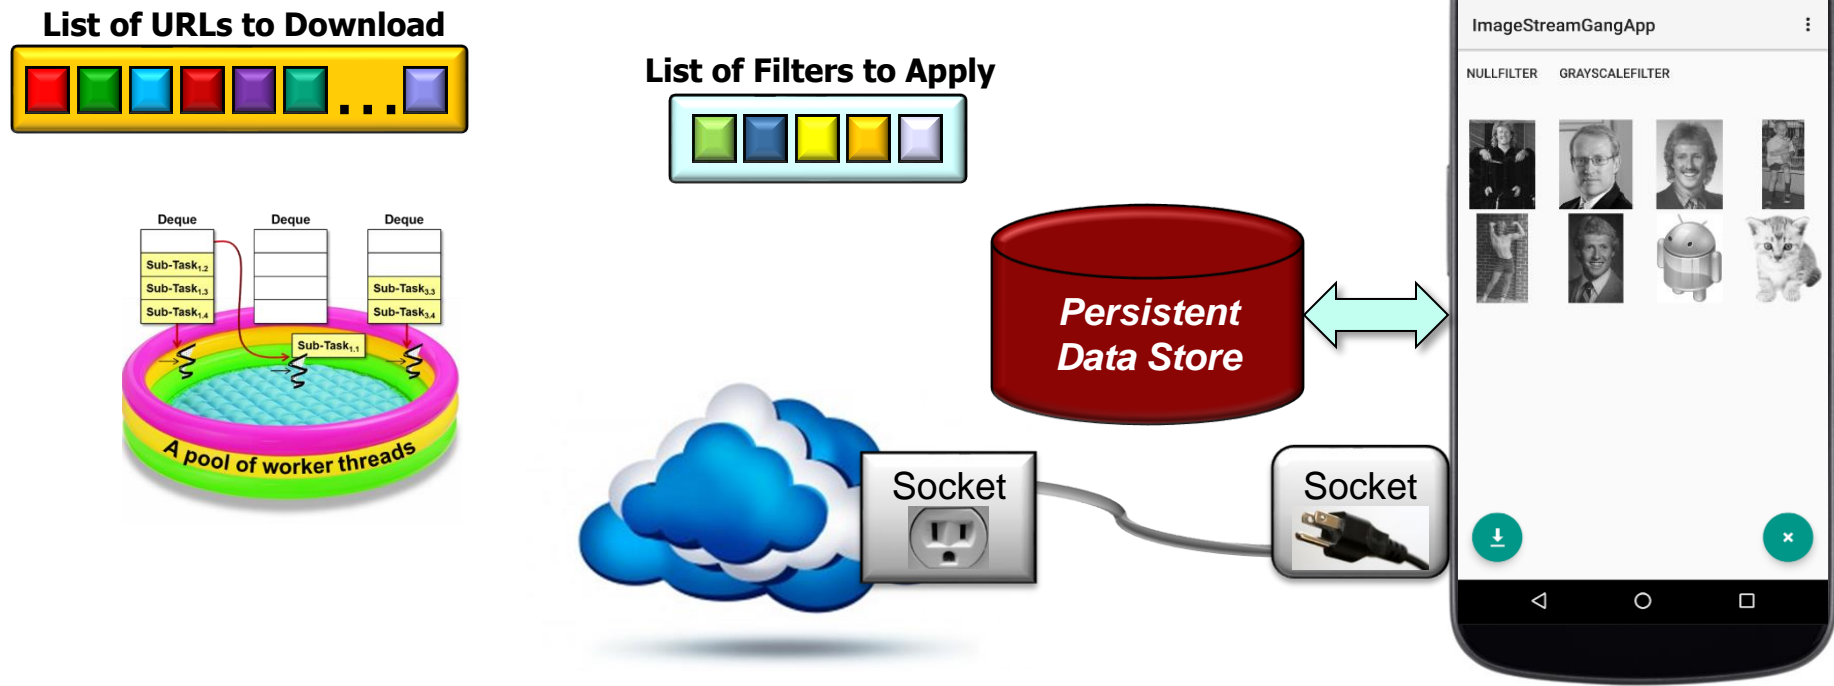 List of URLs to Download
...
List of Filters to Apply
Deque
Deque
Deque
Sub-Task1.2
Sub-Task1.3
Sub-Task1.4
Sub-Task3.3
Sub-Task3.4
Sub-Task1.1
A pool of worker threads
Persistent
Data Store
Socket
Socket
ImageStreamGangApp
NULLFILTER GRAYSCALEFILTER